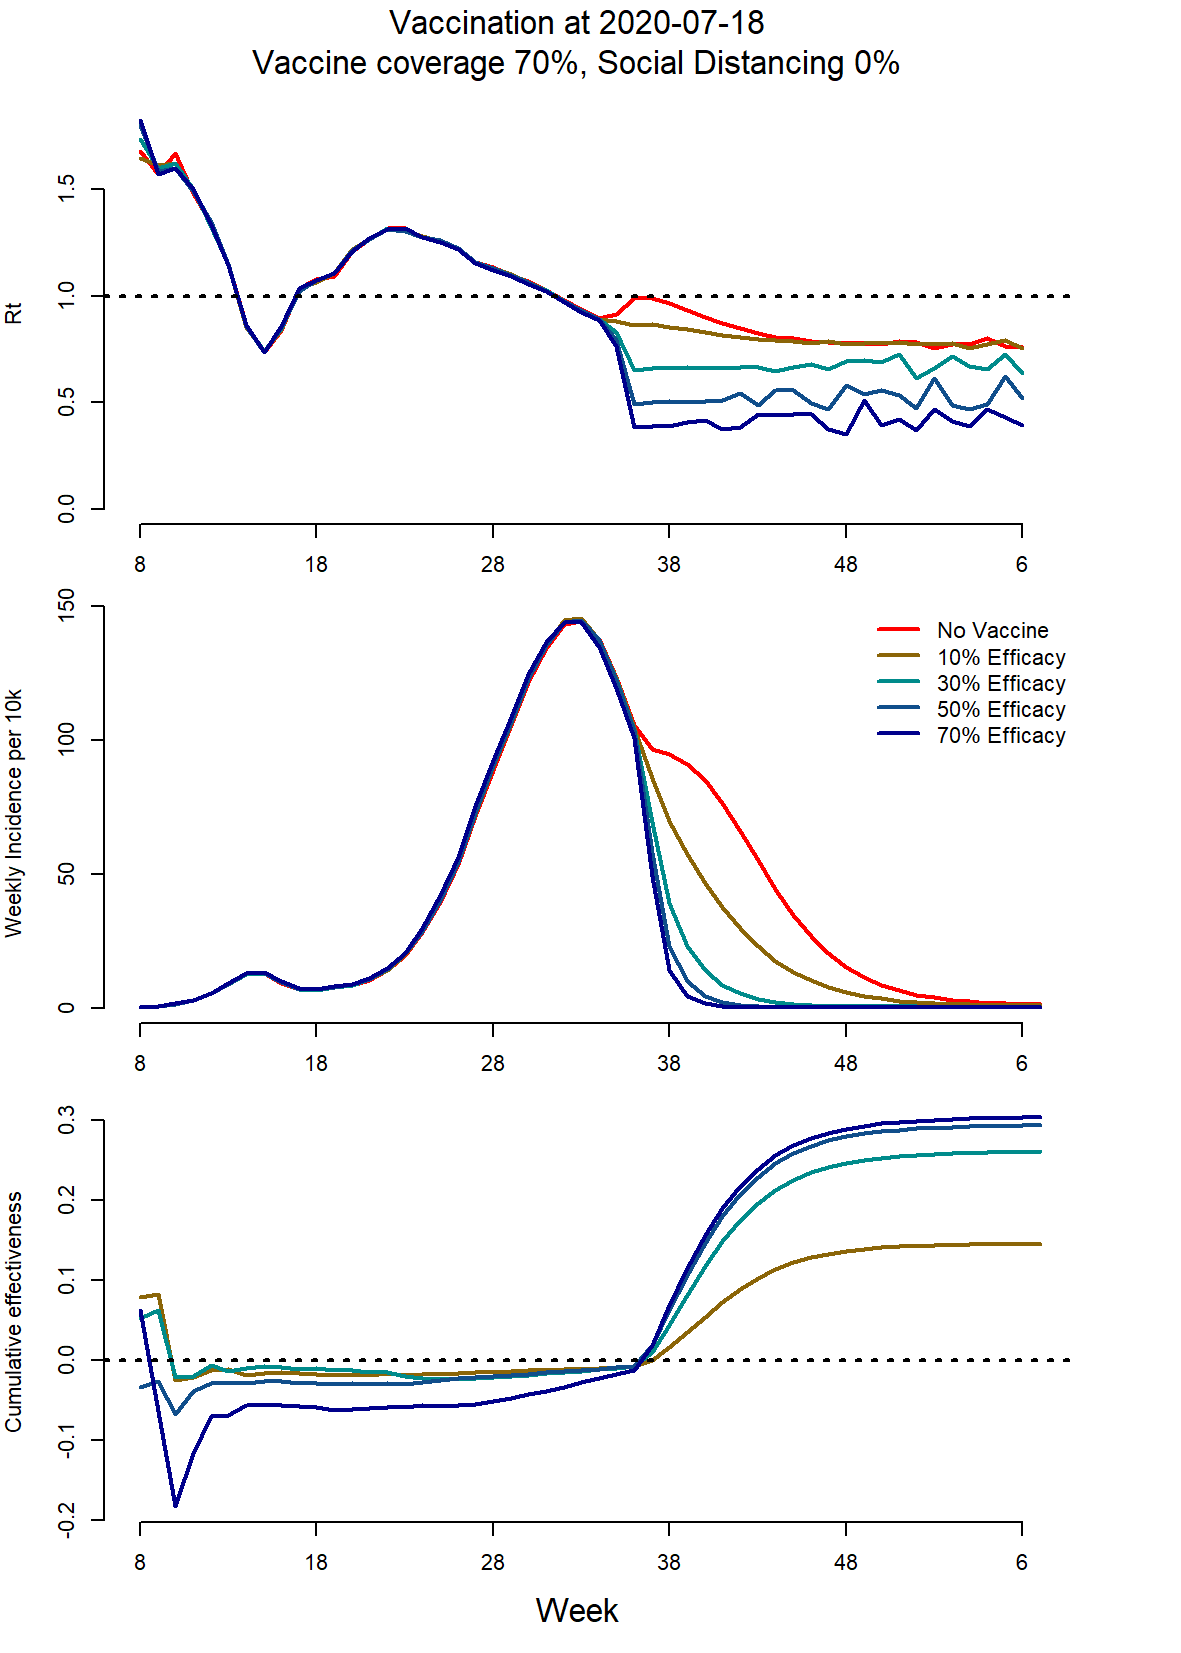 Vaccination at 2020-07-18
Vaccine coverage 70%, Social Distancing 0%
Rt
1.5
1.0
0.5
0.0
8 18 28 38 48 6
Weekly Incidence per 10k
150
100
50
0
No Vaccine
10% Efficacy
30% Efficacy
50% Efficacy
70% Efficacy
8 18 28 38 48 6
Cumulative effectiveness
0.3
0.2
0.1
0.0
-0.1
-0.2
8 18 28 38 48 6
Week